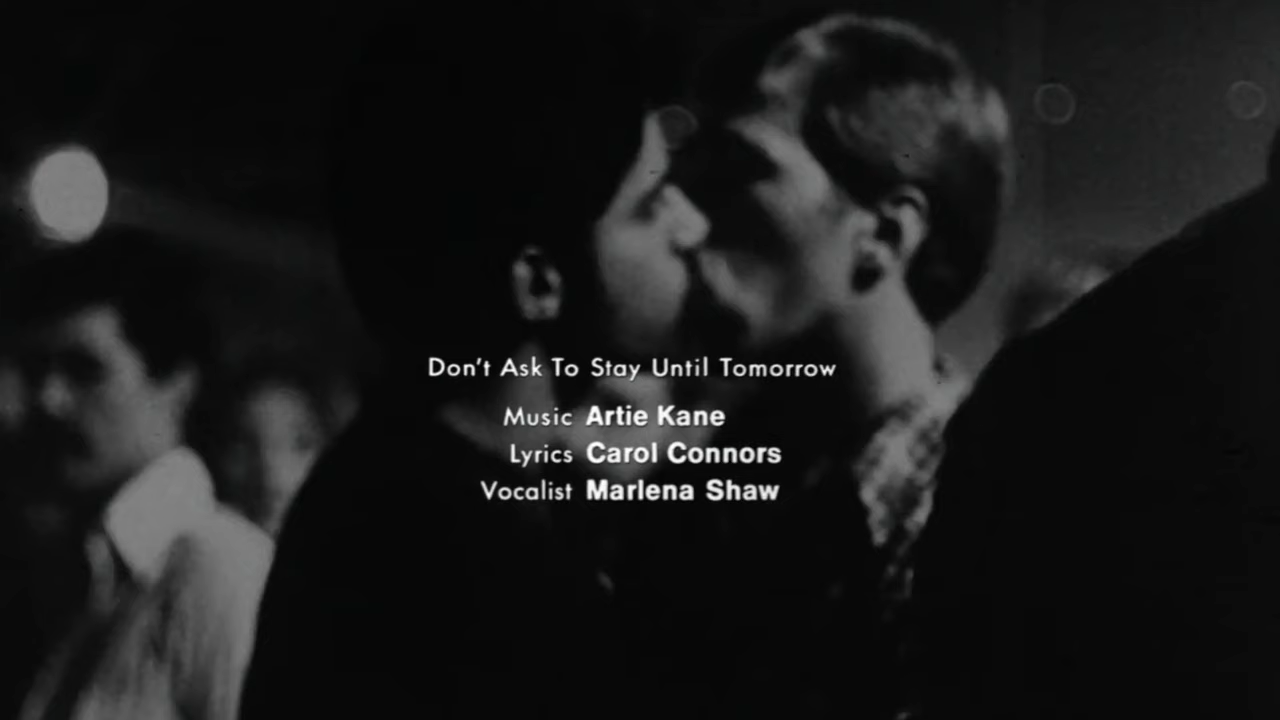 Don't Ask To Stay Until Tomorrow
Music Artie Kane
Lyrics Carol Connors
Vocalist Marlena Shaw